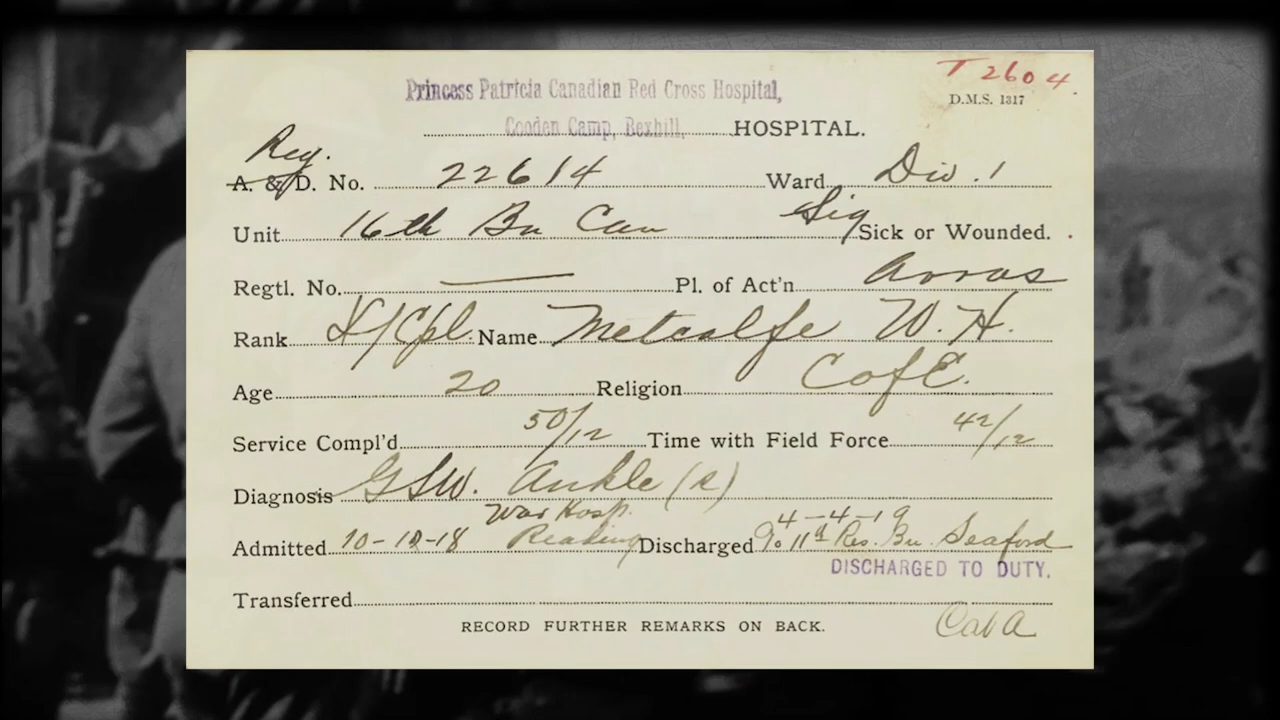 T 2604.
Princess Patricia Canadian Red Cross Hospital,
D.M.S. 1317
Cooden Camp, Bexhill, HOSPITAL.
Reg.
A. & D. No. 22614 Ward Div. 1
Unit 16th Bn Can Sig Sick or Wounded.
Regtl. No. — Pl. of Act'n Arras
Rank L/Cpl. Name Metcalfe W. H.
Age 20 Religion C of E.
Service Compl'd 50/12 Time with Field Force 42/12
Diagnosis GSW. Ankle (R)
War Hosp. 4-4-19
Admitted 10-12-18 Reading Discharged To 11th Res. Bn. Seaford
DISCHARGED TO DUTY.
Transferred
RECORD FURTHER REMARKS ON BACK. Cat A